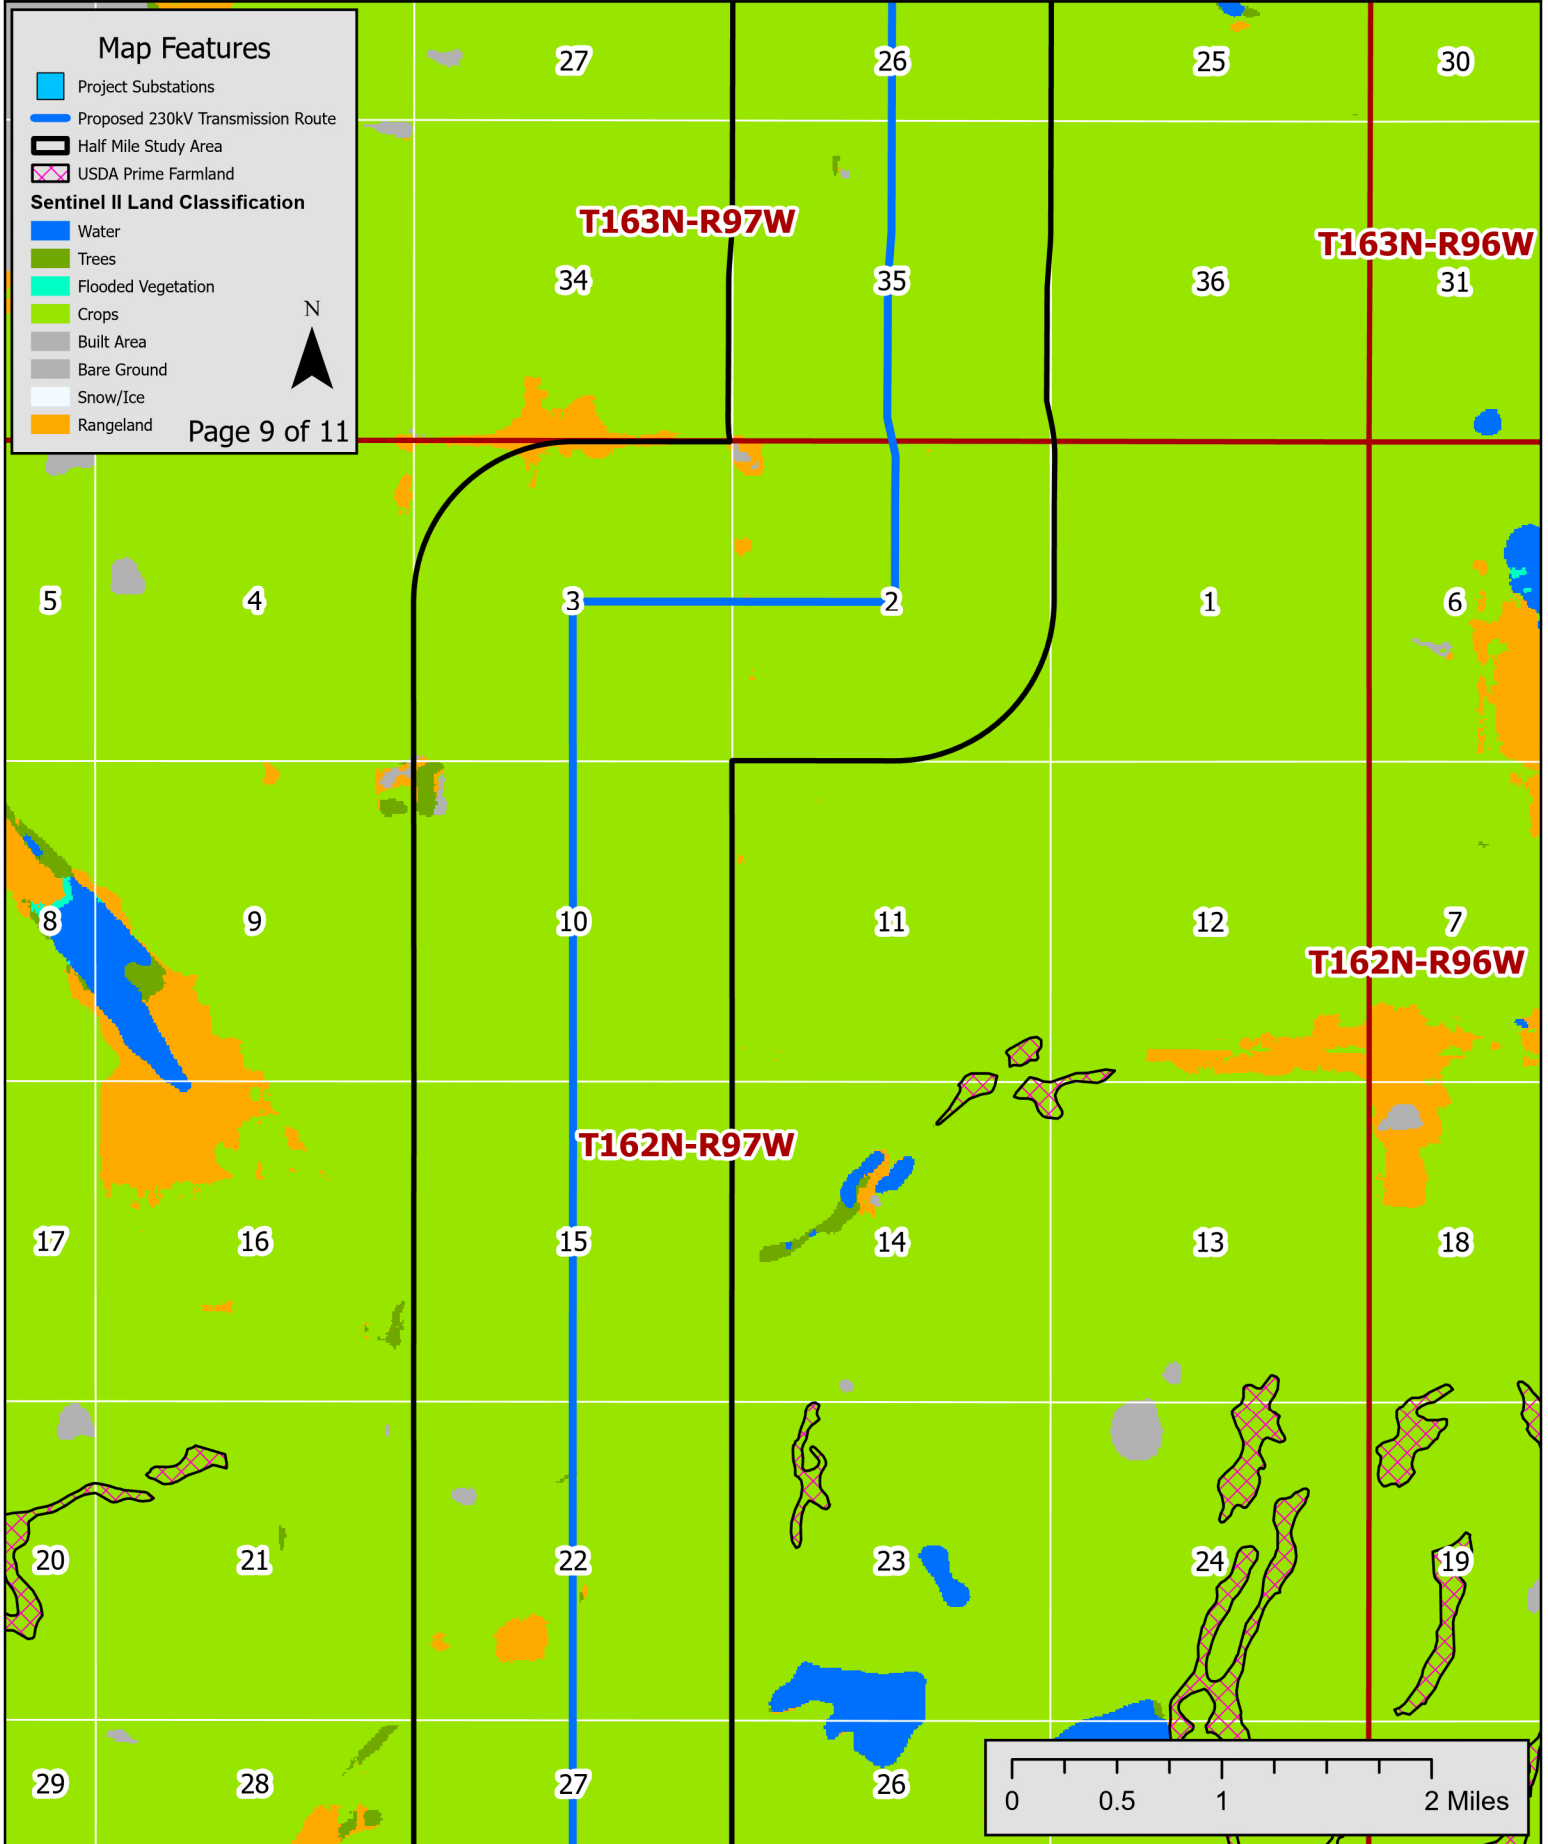 Map Features
Project Substations
Proposed 230kV Transmission Route
Half Mile Study Area
USDA Prime Farmland
Sentinel II Land Classification
Water
Trees
Flooded Vegetation
Crops
Built Area
Bare Ground
Snow/Ice
Rangeland
N
Page 9 of 11
27 26 25 30
T163N-R97W T163N-R96W
34 35 36 31
5 4 3 2 1 6
8 9 10 11 12 7
T162N-R96W
T162N-R97W
17 16 15 14 13 18
20 21 22 23 24 19
29 28 27 26
0 0.5 1 2 Miles